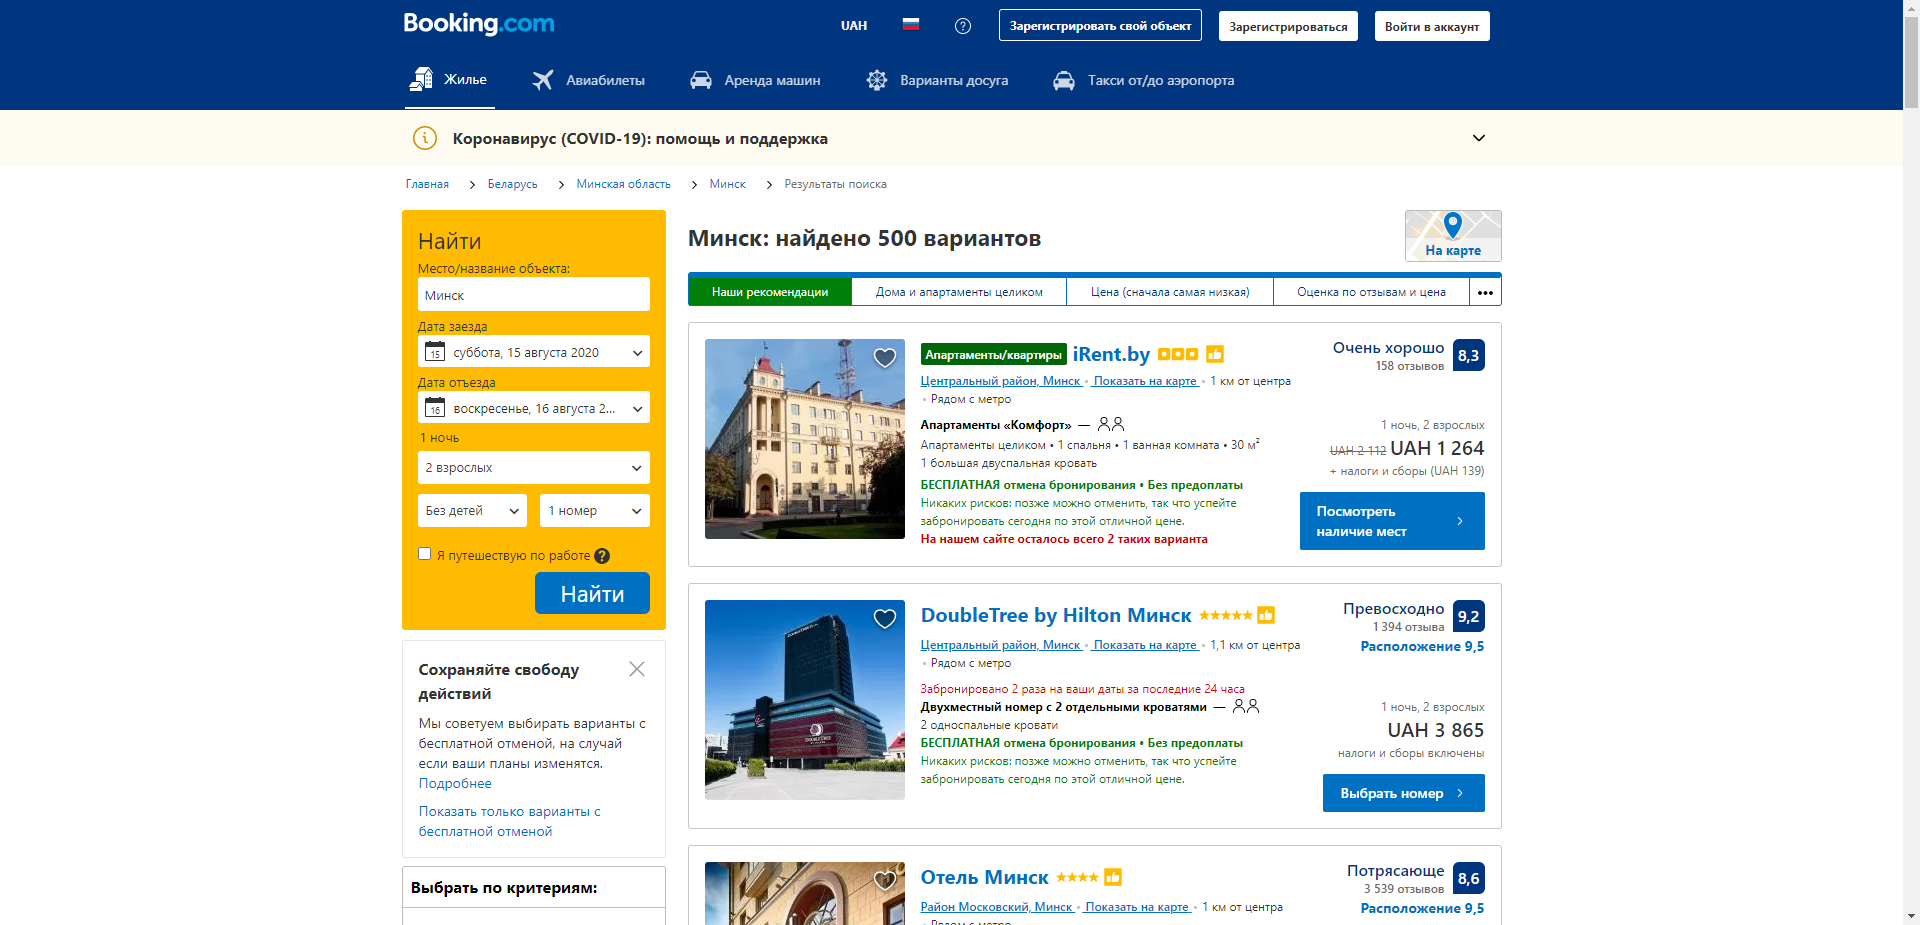 Booking.com
UAH
Зарегистрировать свой объект
Зарегистрироваться
Войти в аккаунт
Жилье
Авиабилеты
Аренда машин
Варианты досуга
Такси от/до аэропорта
Коронавирус (COVID-19): помощь и поддержка
Главная
Беларусь
Минская область
Минск
Результаты поиска
Найти
Место/название объекта:
Минск
Дата заезда
15 суббота, 15 августа 2020
Дата отъезда
16 воскресенье, 16 августа 2...
1 ночь
2 взрослых
Без детей
1 номер
Я путешествую по работе ?
Найти
Сохраняйте свободу
действий
Мы советуем выбирать варианты с
бесплатной отменой, на случай
если ваши планы изменятся.
Подробнее
Показать только варианты с
бесплатной отменой
Выбрать по критериям:
Минск: найдено 500 вариантов
На карте
Наши рекомендации
Дома и апартаменты целиком
Цена (сначала самая низкая)
Оценка по отзывам и цена
•••
Апартаменты/квартиры iRent.by
Центральный район, Минск • Показать на карте • 1 км от центра
• Рядом с метро
Апартаменты «Комфорт» —
Апартаменты целиком • 1 спальня • 1 ванная комната • 30 м²
1 большая двуспальная кровать
БЕСПЛАТНАЯ отмена бронирования • Без предоплаты
Никаких рисков: позже можно отменить, так что успейте
забронировать сегодня по этой отличной цене.
На нашем сайте осталось всего 2 таких варианта
Очень хорошо 8,3
158 отзывов
1 ночь, 2 взрослых
UAH 2 112 UAH 1 264
+ налоги и сборы (UAH 139)
Посмотреть
наличие мест
DoubleTree by Hilton Минск
Центральный район, Минск • Показать на карте • 1,1 км от центра
• Рядом с метро
Забронировано 2 раза на ваши даты за последние 24 часа
Двухместный номер с 2 отдельными кроватями —
2 односпальные кровати
БЕСПЛАТНАЯ отмена бронирования • Без предоплаты
Никаких рисков: позже можно отменить, так что успейте
забронировать сегодня по этой отличной цене.
Превосходно 9,2
1 394 отзыва
Расположение 9,5
1 ночь, 2 взрослых
UAH 3 865
налоги и сборы включены
Выбрать номер
Отель Минск
Район Московский, Минск • Показать на карте • 1 км от центра
• Рядом с метро
Потрясающе 8,6
3 539 отзывов
Расположение 9,5